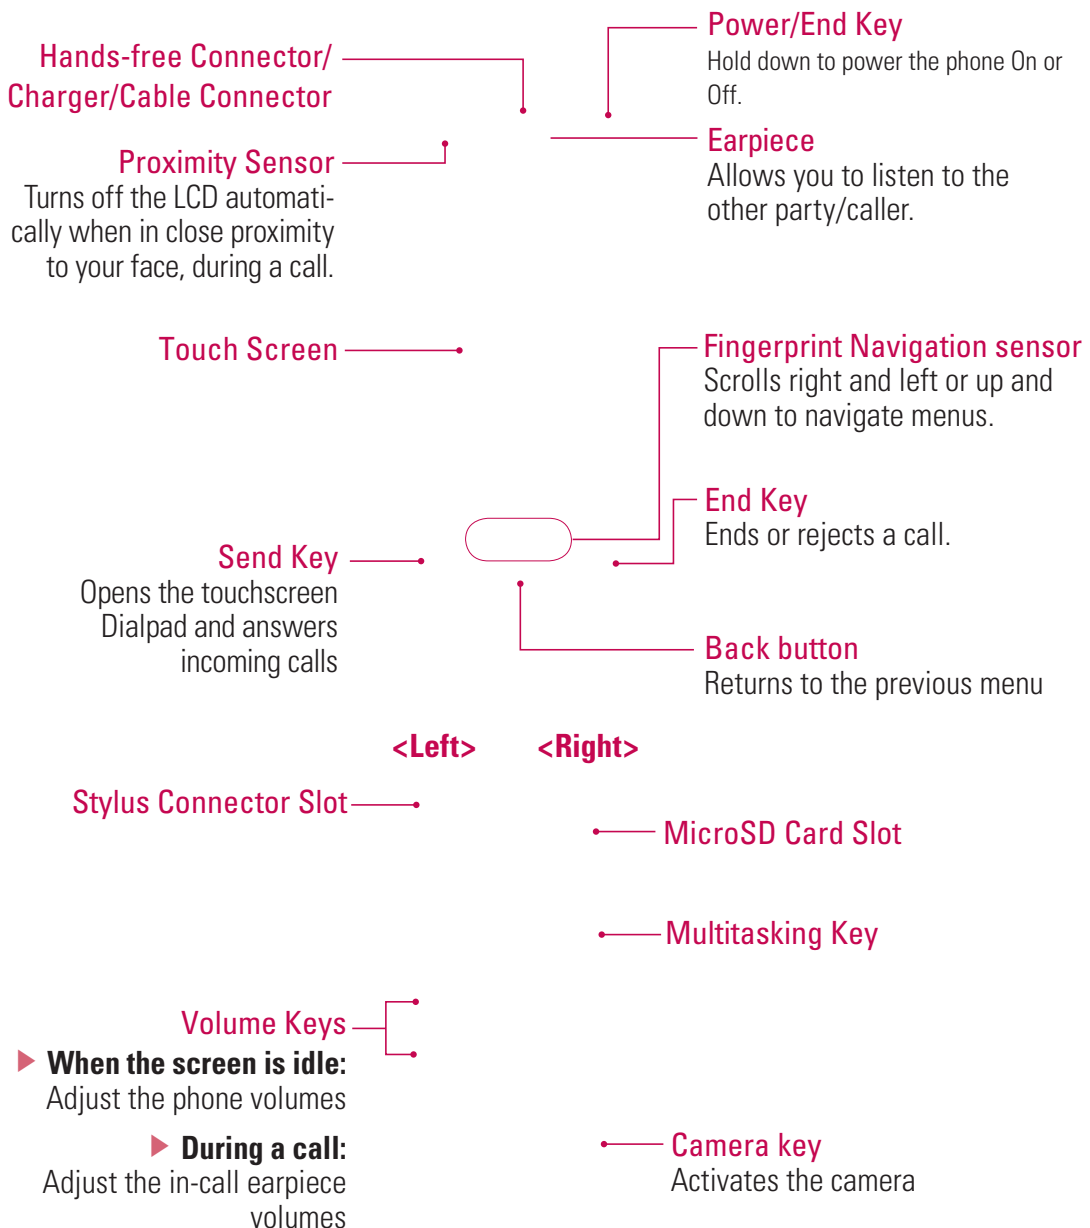 Hands-free Connector/
Charger/Cable Connector
Proximity Sensor
Turns off the LCD automati-
cally when in close proximity
to your face, during a call.
Touch Screen
Send Key
Opens the touchscreen
Dialpad and answers
incoming calls
Power/End Key
Hold down to power the phone On or
Off.
Earpiece
Allows you to listen to the
other party/caller.
Fingerprint Navigation sensor
Scrolls right and left or up and
down to navigate menus.
End Key
Ends or rejects a call.
Back button
Returns to the previous menu
<Left>
<Right>
Stylus Connector Slot
Volume Keys
When the screen is idle:
Adjust the phone volumes
During a call:
Adjust the in-call earpiece
volumes
MicroSD Card Slot
Multitasking Key
Camera key
Activates the camera